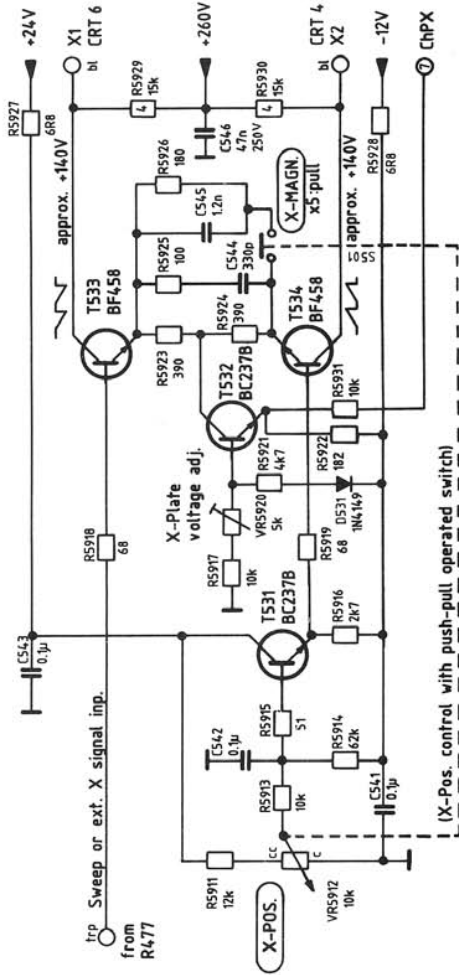 trp
Sweep or ext. X signal inp.
from
R477
X-POS.
R5911
12k
cc
c
VR5912
10k
C541
0.1µ
R5913
10k
C542
0.1µ
R5914
62k
R5915
51
C543
0.1µ
T531
BC237B
R5916
2k7
R5917
10k
X-Plate
voltage adj.
VR5920
5k
R5918
68
R5919
68
R5921
4k7
D531
1N4149
T532
BC237B
R5922
182
R5931
10k
R5923
390
R5924
390
T533
BF458
T534
BF458
R5925
100
C544
330p
C545
1.2n
R5926
180
X-MAGN.
x5:pull
S501
approx. +140V
approx. +140V
R5927
6R8
+24V
bl
X1
CRT 6
R5929
4
15k
+260V
C546
47n
250V
R5930
4
15k
bl
CRT 4
X2
R5928
6R8
-12V
7
ChPX
(X-Pos. control with push-pull operated switch)